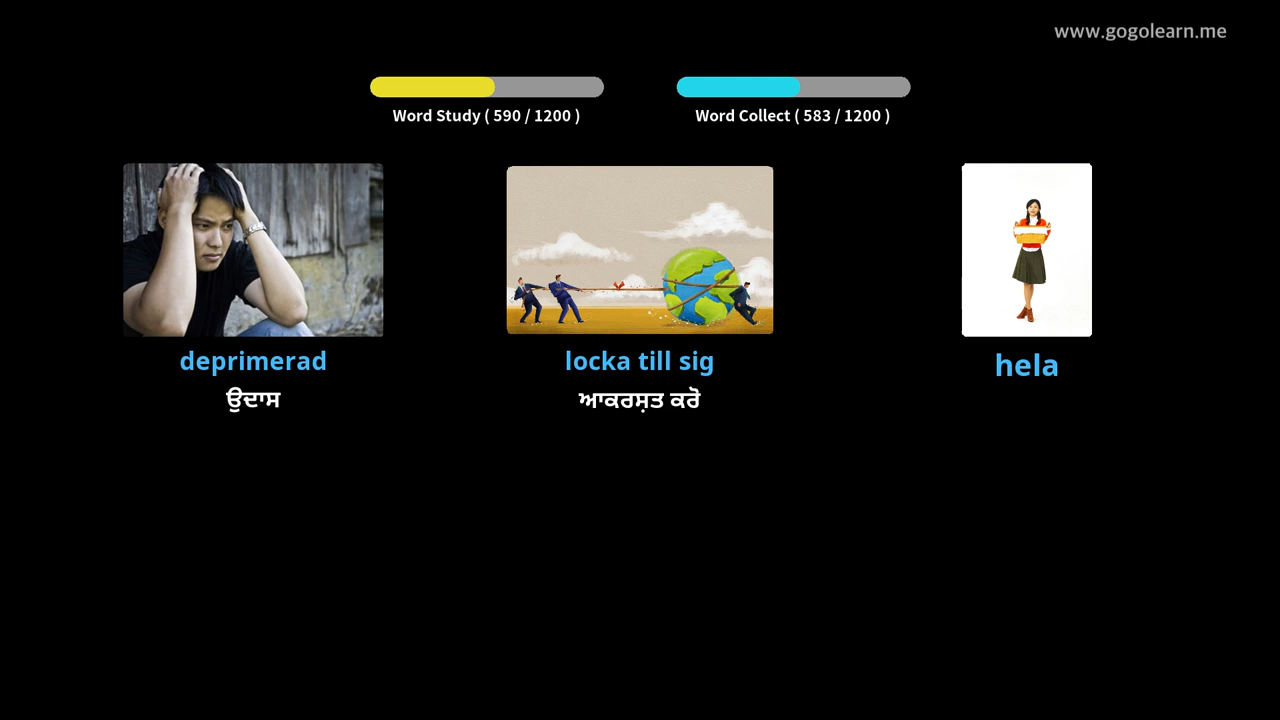 www.gogolearn.me
Word Study ( 590 / 1200 )
Word Collect ( 583 / 1200 )
deprimerad
ਉਦਾਸ
locka till sig
ਆਕਰਸ਼ਤ ਕਰੋ
hela